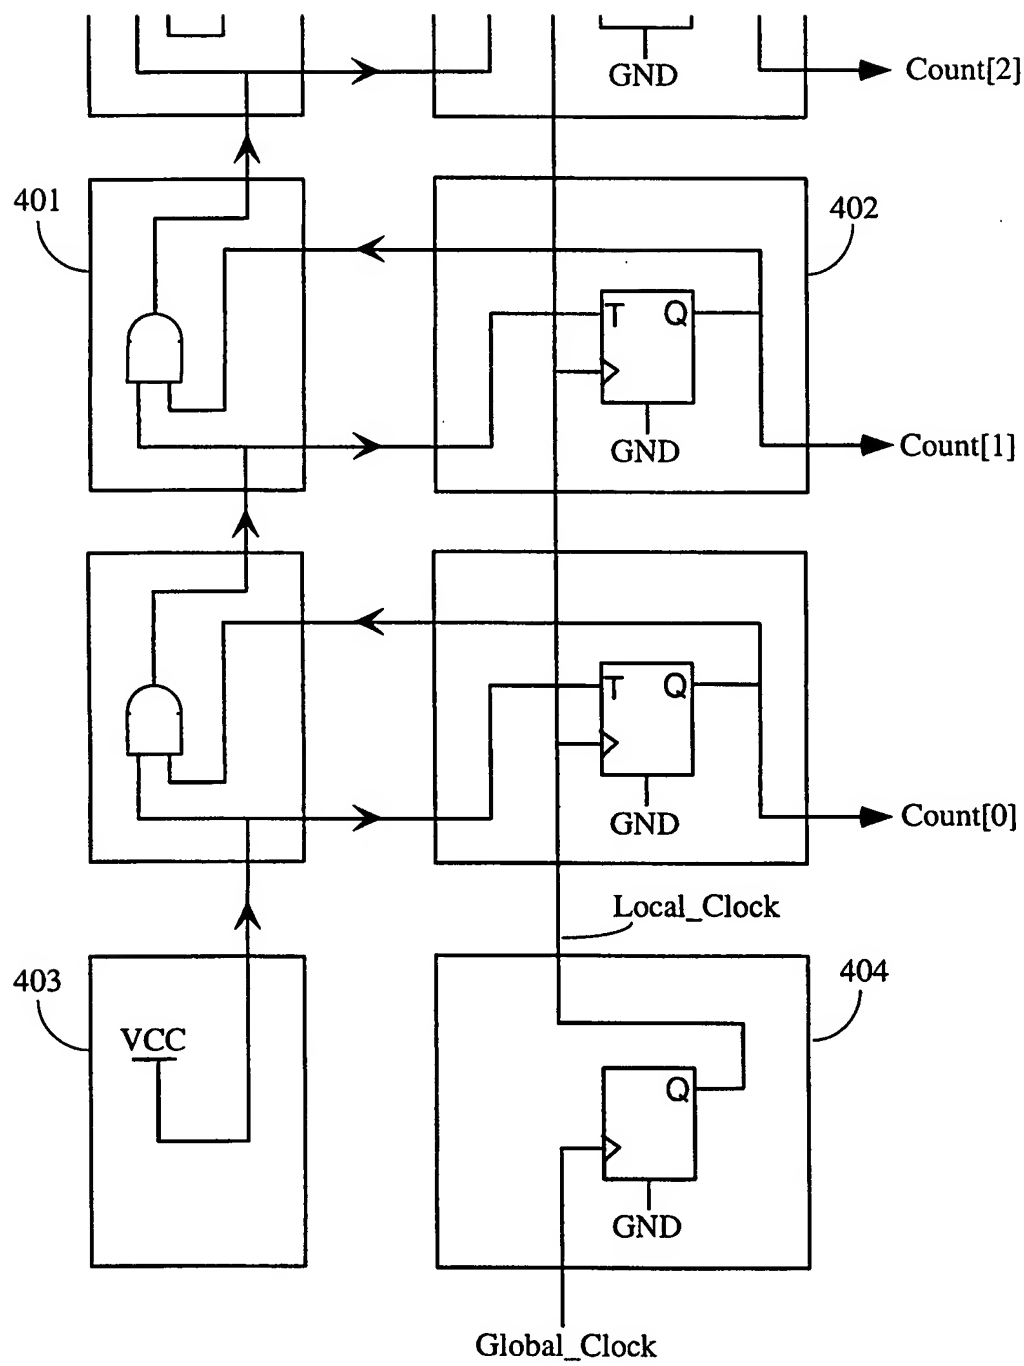 GND
Count[2]
401
402
T
Q
GND
Count[1]
T
Q
GND
Count[0]
Local_Clock
403
404
VCC
Q
GND
Global_Clock